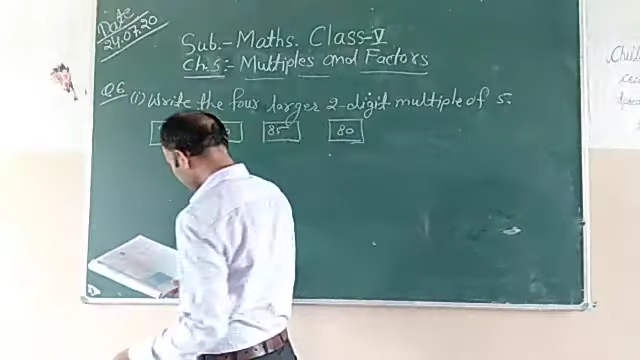 Date
24.07.20
Sub.- Maths. Class-V
Ch.5:- Multiples and Factors
Q6 (i) Write the four larger 2-digit multiple of 5.
85 80